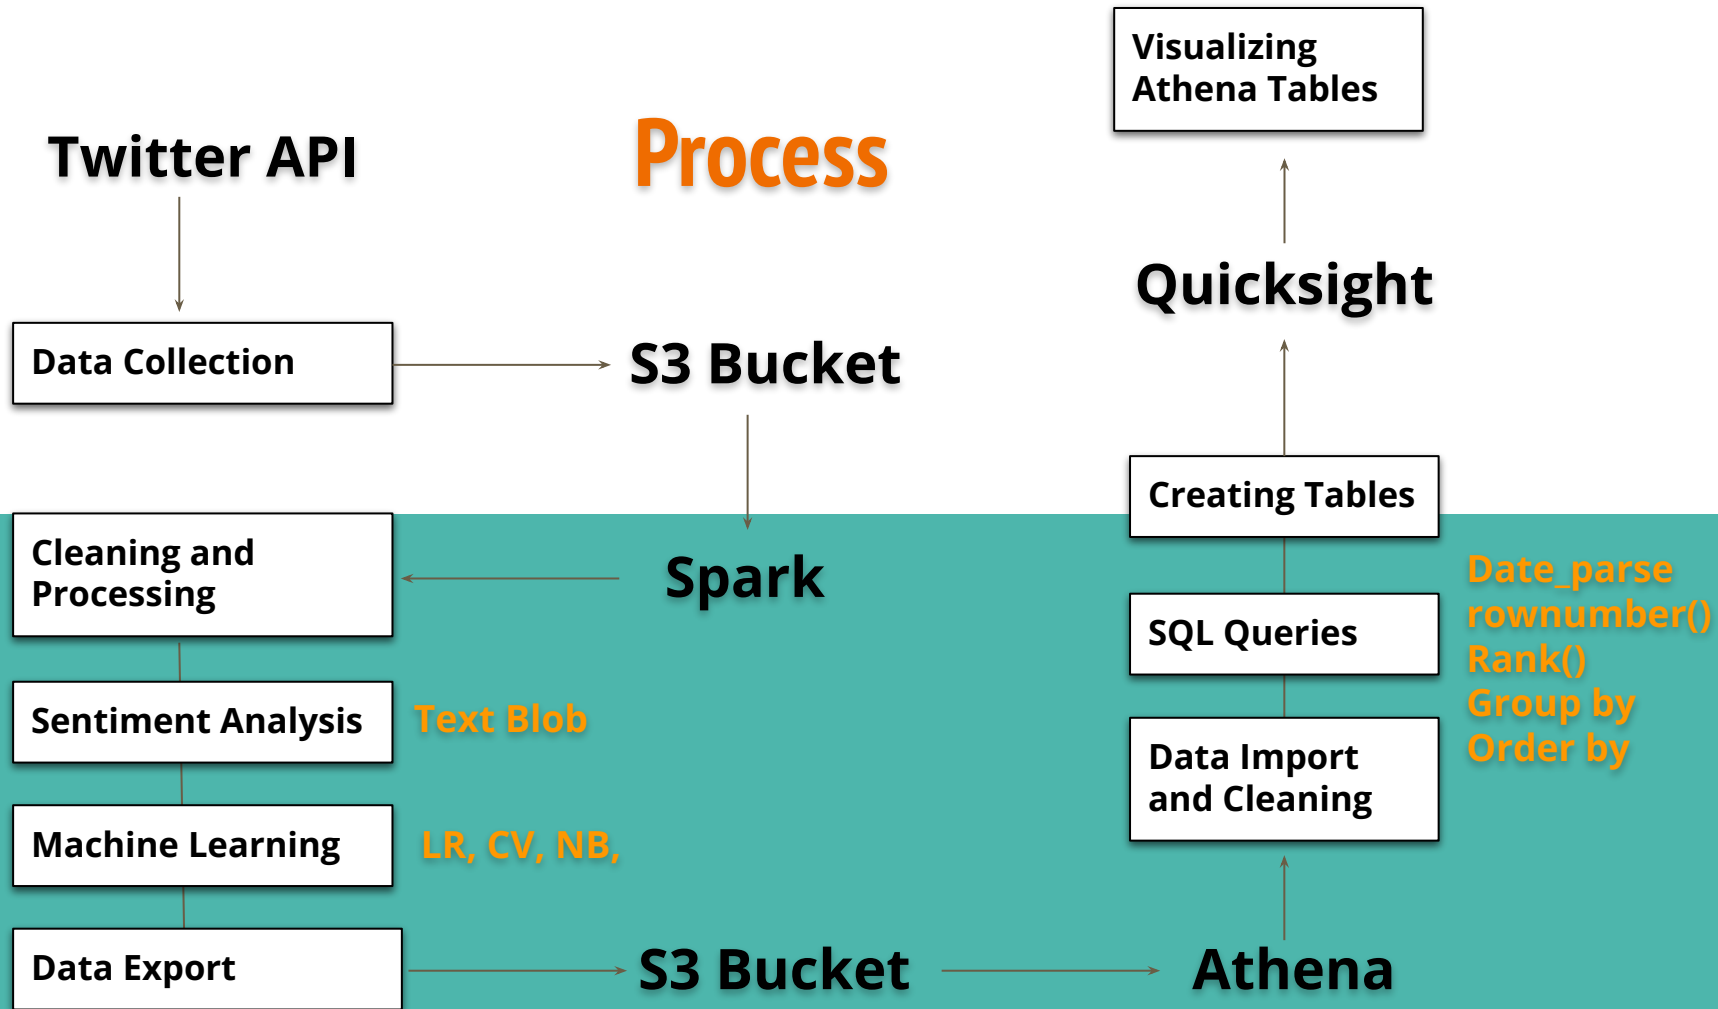 Process
Twitter API
Data Collection
S3 Bucket
Spark
Cleaning and
Processing
Sentiment Analysis
Text Blob
Machine Learning
LR, CV, NB,
Data Export
S3 Bucket
Athena
Data Import
and Cleaning
SQL Queries
Date_parse
rownumber()
Rank()
Group by
Order by
Creating Tables
Quicksight
Visualizing
Athena Tables